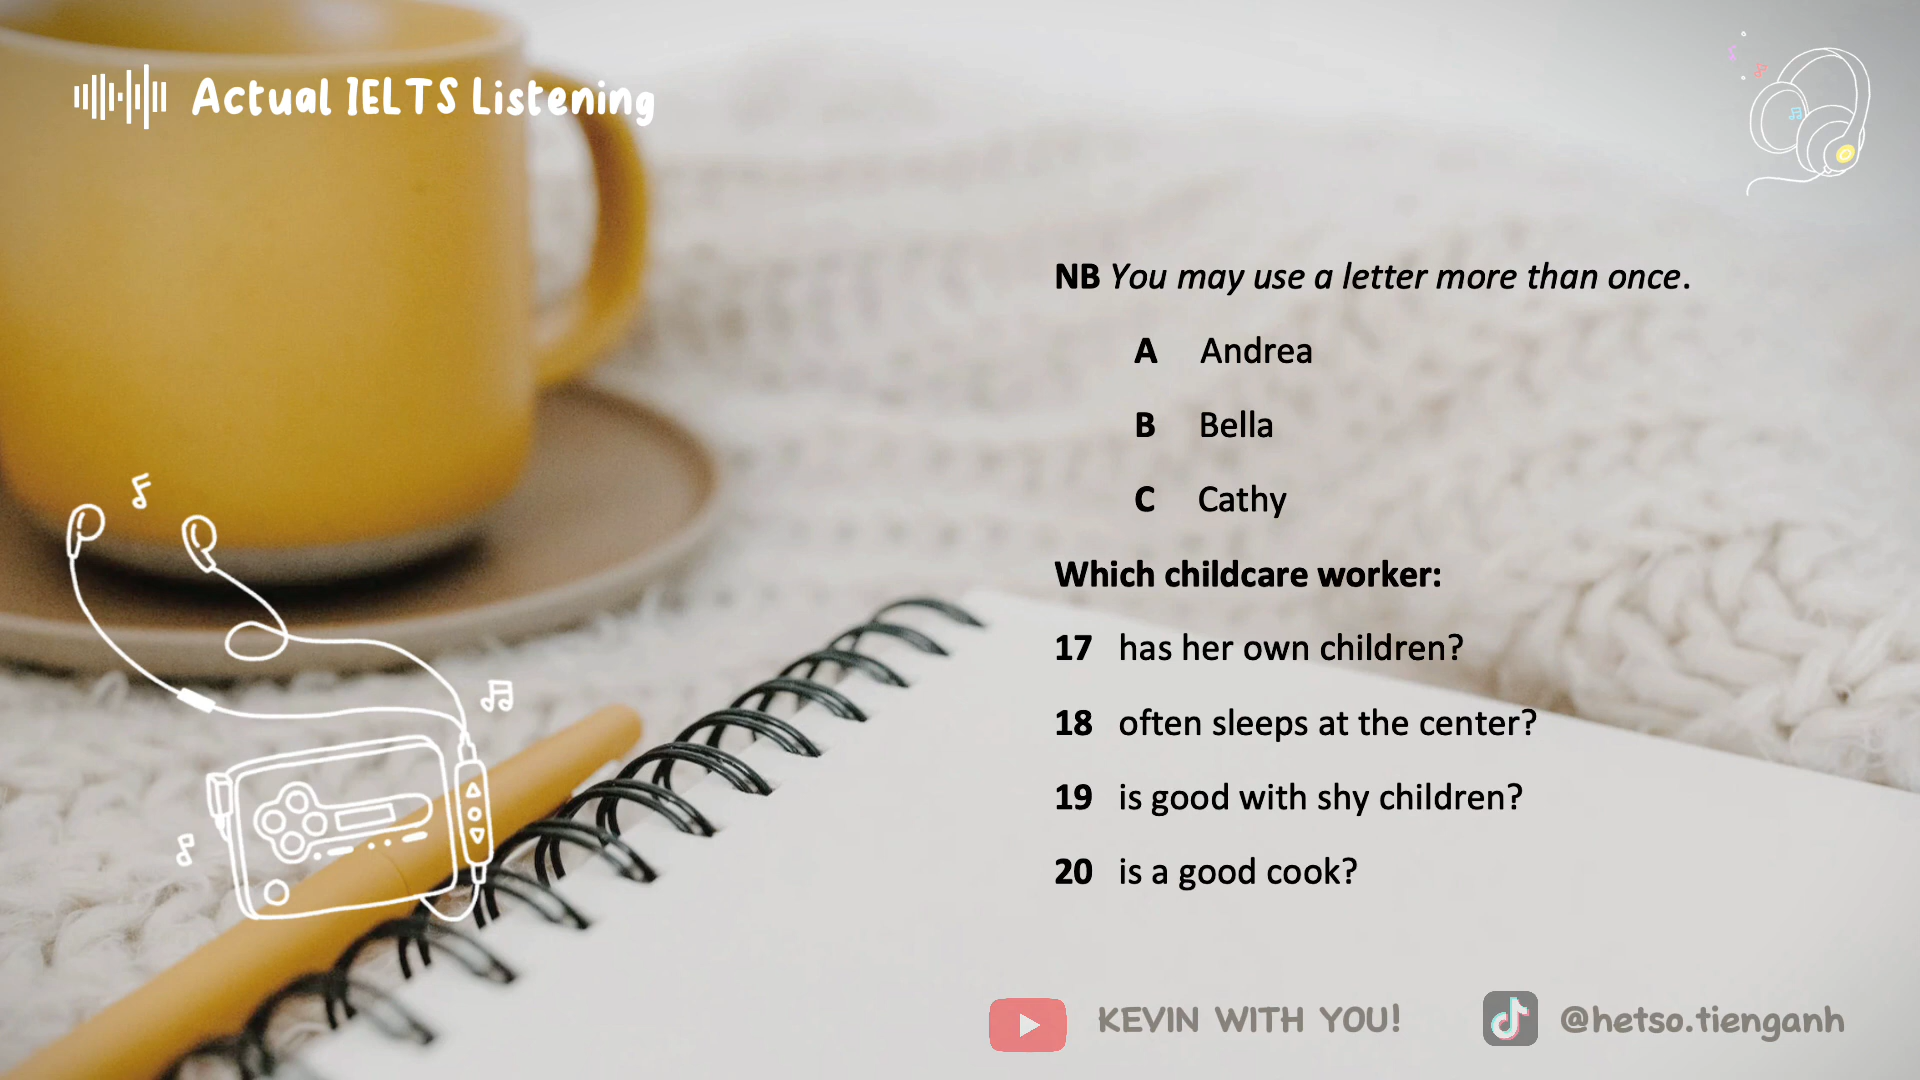 Actual IELTS Listening
NB You may use a letter more than once.
A Andrea
B Bella
C Cathy
Which childcare worker:
17 has her own children?
18 often sleeps at the center?
19 is good with shy children?
20 is a good cook?
KEVIN WITH YOU! @hetso.tienganh